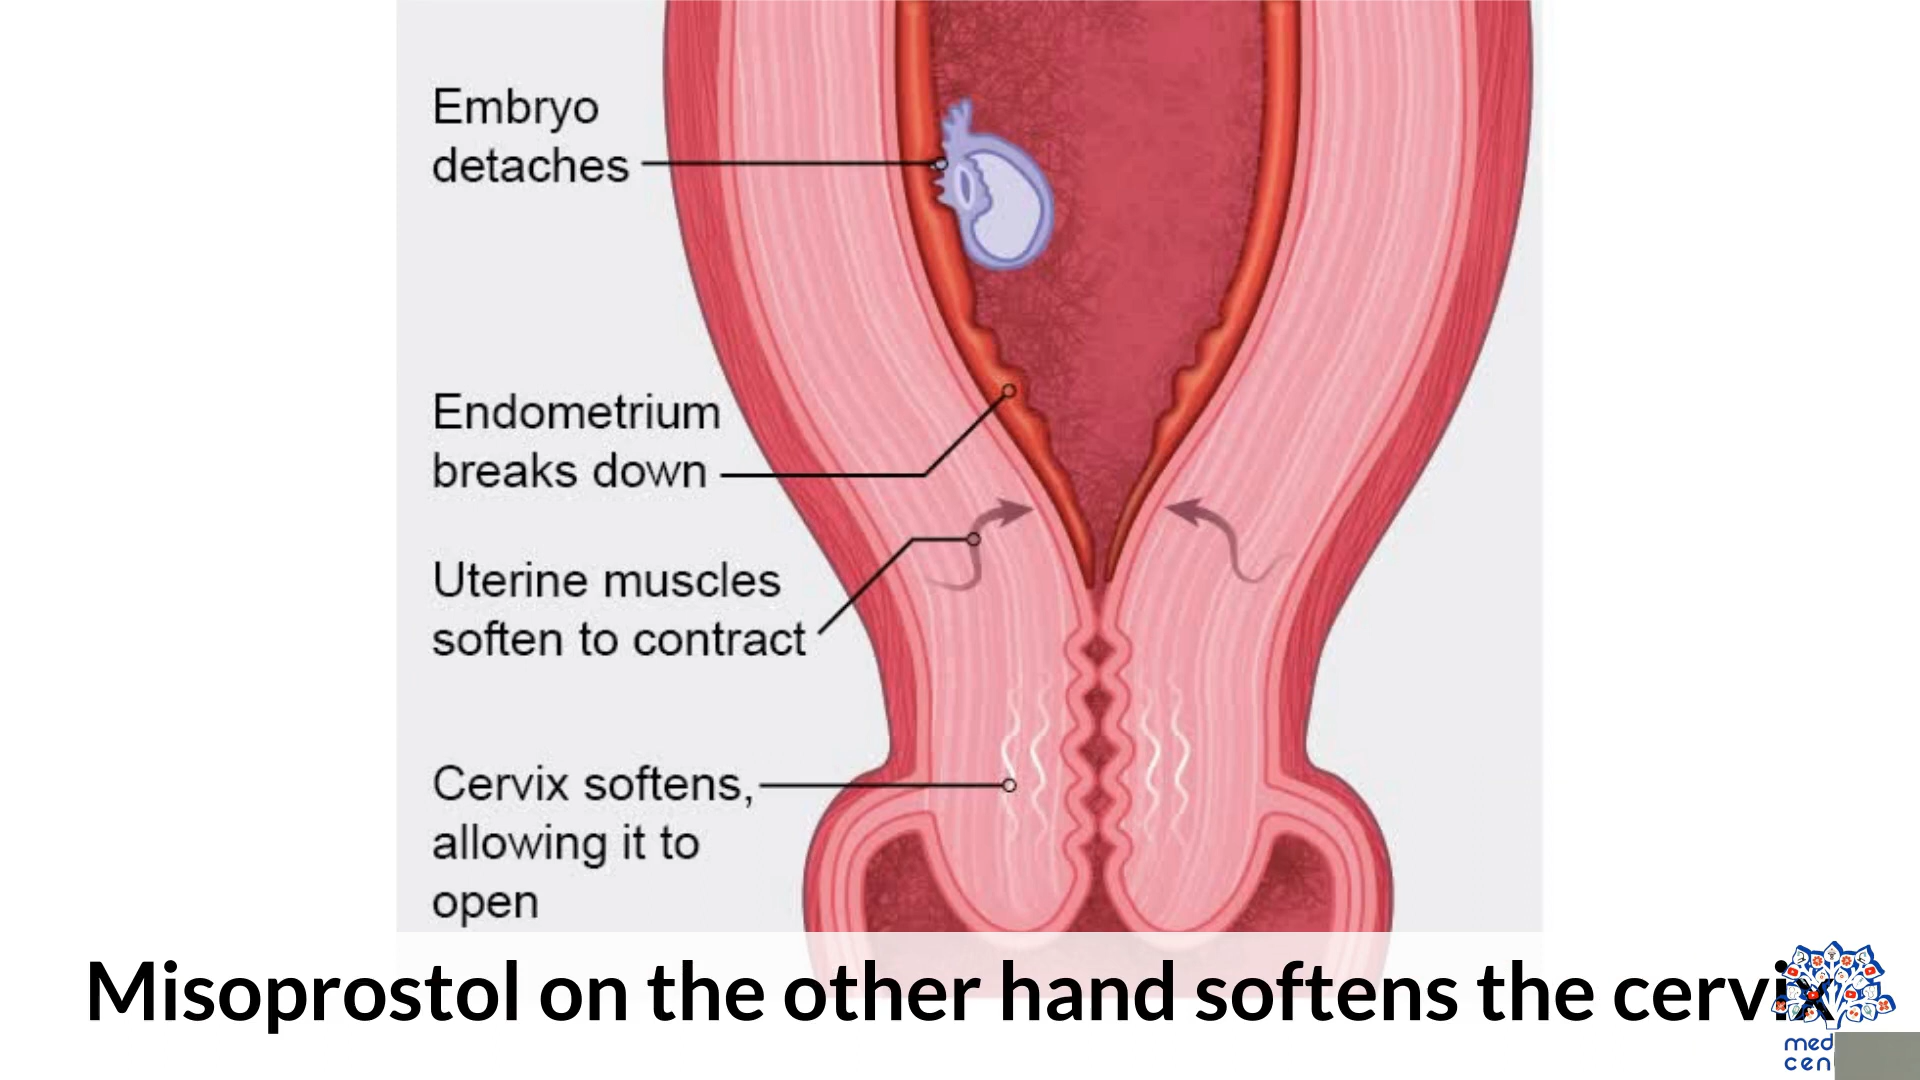 Embryo
detaches
Endometrium
breaks down
Uterine muscles
soften to contract
Cervix softens,
allowing it to
open
Misoprostol on the other hand softens the cervix
med
cen